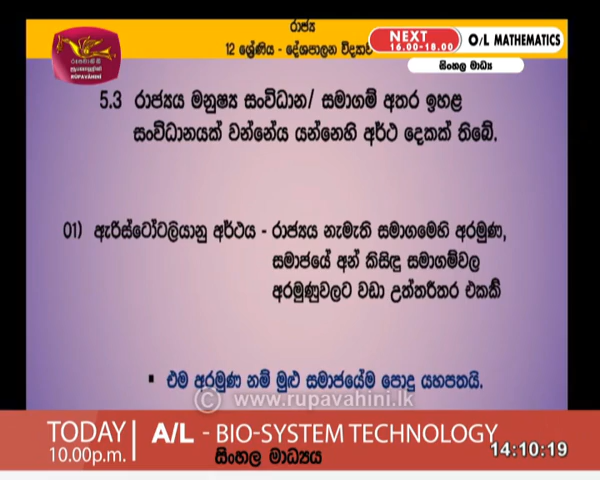 රාජ්‍ය
12 ශ්‍රේණිය - දේශපාලන
NEXT
16.00-18.00
O/L MATHEMATICS
සිංහල මාධ්‍ය
RUPAVAHINI
5.3 රාජ්‍යය මනුෂ්‍ය සංවිධාන/ සමාගම් අතර ඉහළ
සංවිධානයක් වන්නේය යන්නෙහි අර්ථ දෙකක් තිබේ.
01) ඇරිස්ටෝටලියානු අර්ථය - රාජ්‍යය නැමැති සමාගමෙහි අරමුණ,
සමාජයේ අන් කිසිඳු සමාගම්වල
අරමුණුවලට වඩා උත්තරීතර එකකි
▪ එම අරමුණ නම් මුළු සමාජයේම පොදු යහපතයි.
© www.rupavahini.lk
TODAY
10.00p.m.
A/L - BIO-SYSTEM TECHNOLOGY
සිංහල මාධ්‍යය
14:10:19